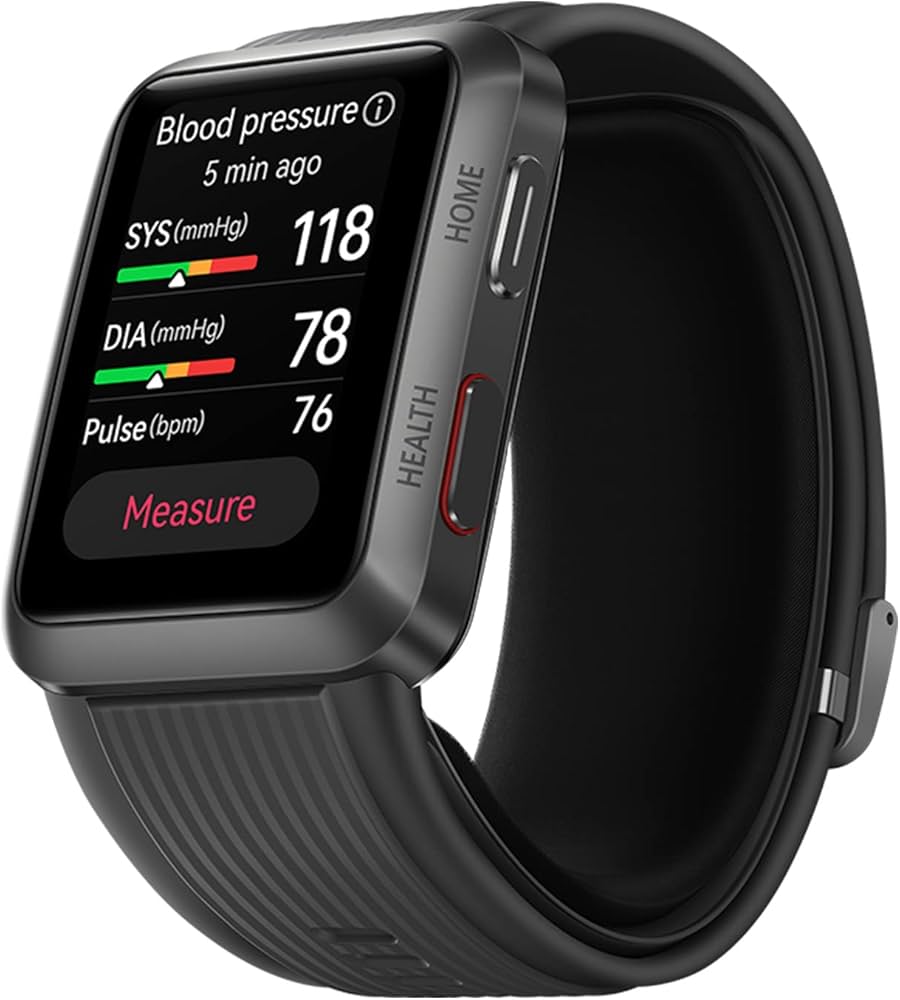 Blood pressure ⓘ
5 min ago
SYS(mmHg) 118
DIA(mmHg) 78
Pulse(bpm) 76
Measure
HOME
HEALTH